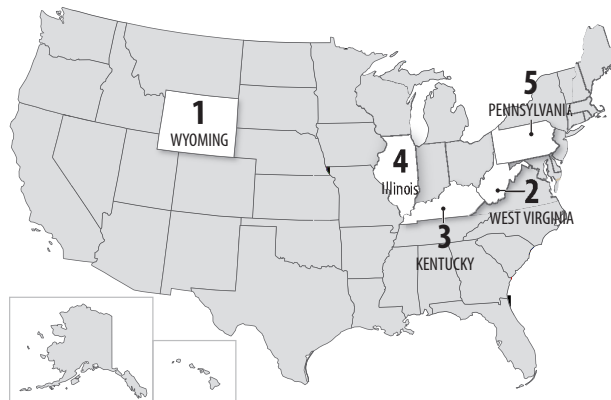 1
WYOMING
5
PENNSYLVANIA
4
Illinois
2
WEST VIRGINIA
3
KENTUCKY